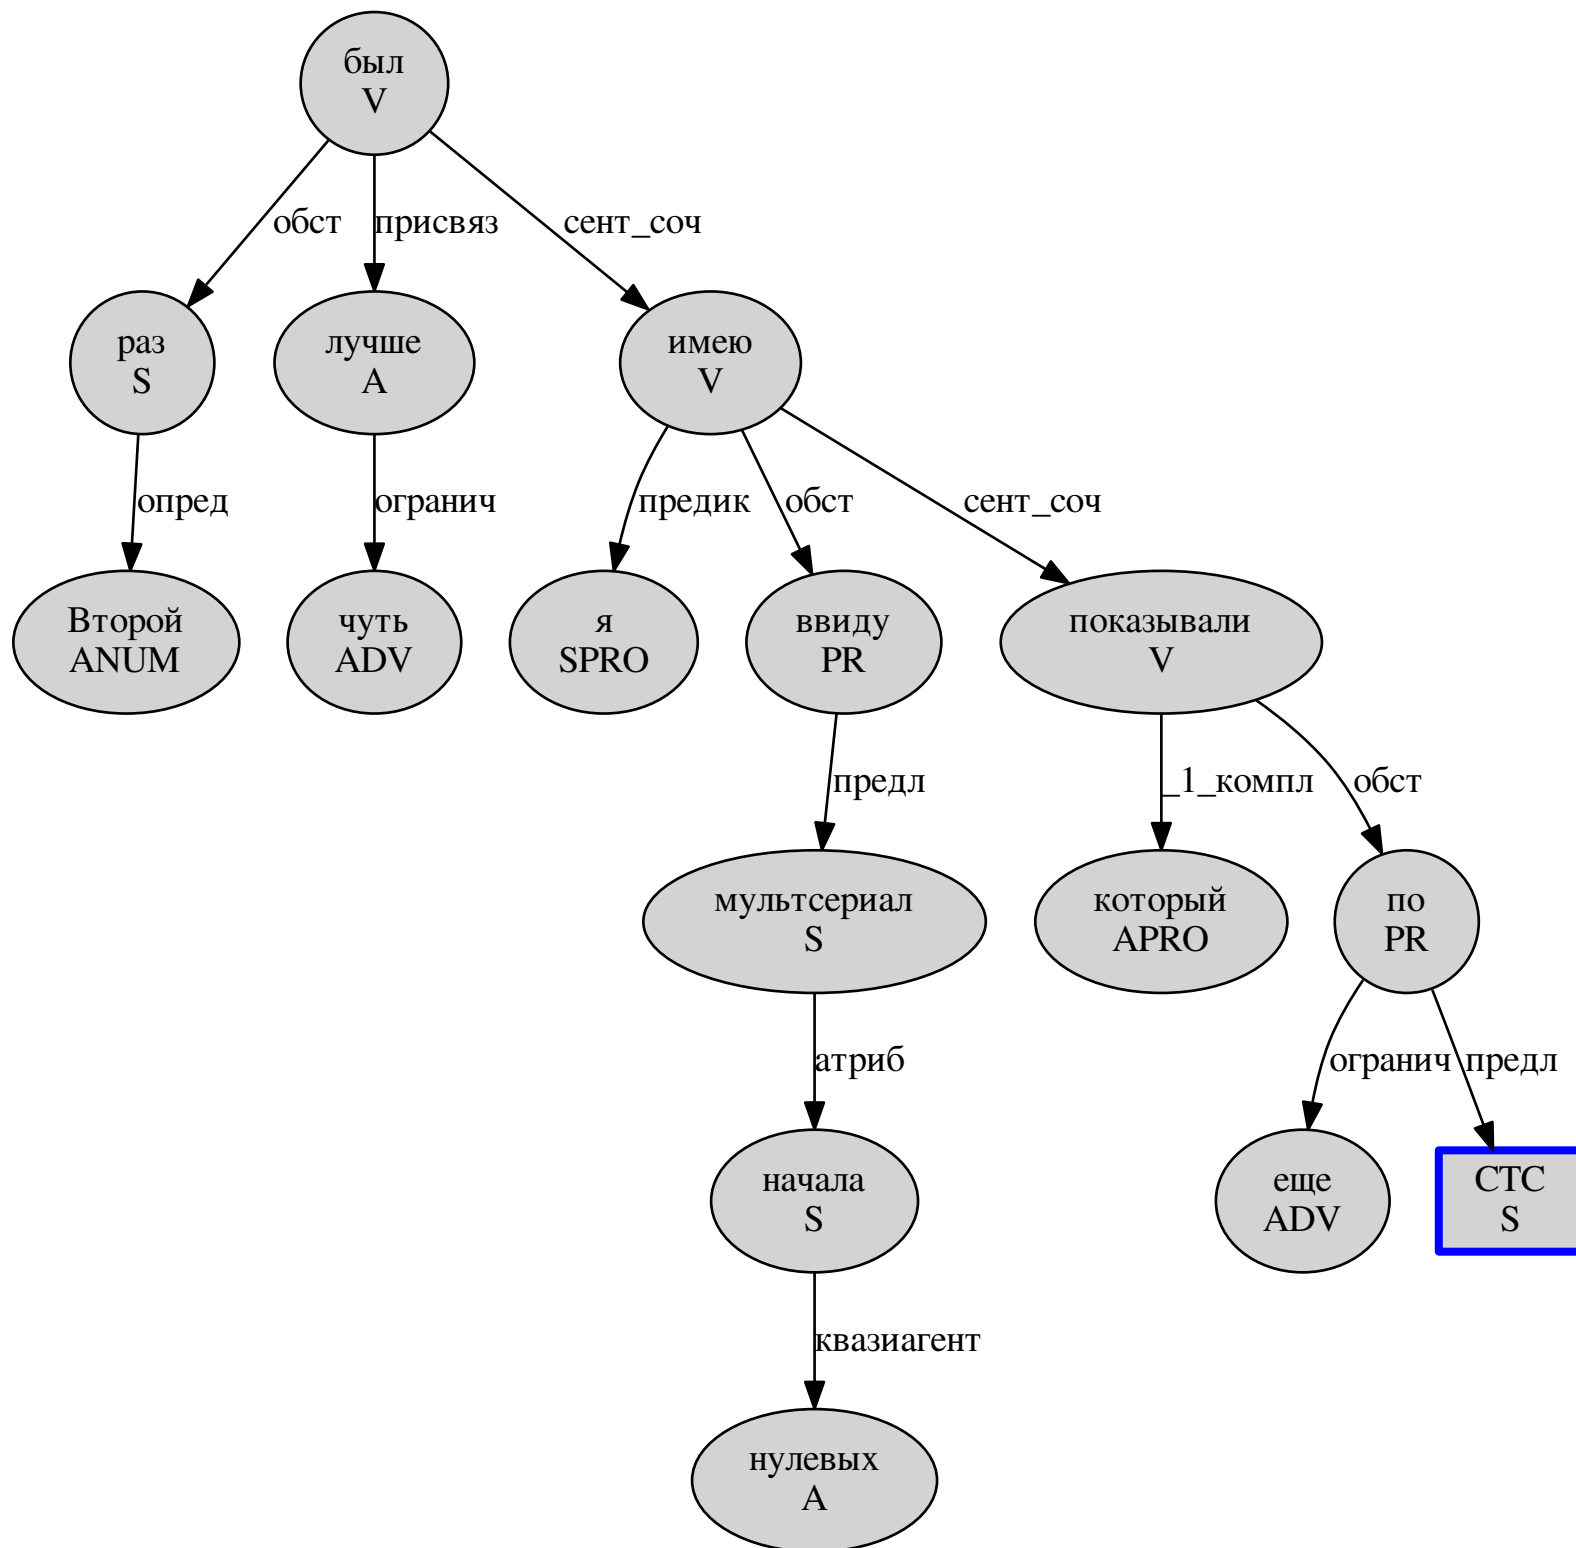 был
V
обст
присвяз
сент_соч
раз
S
лучше
A
имею
V
опред
огранич
предик
обст
сент_соч
Второй
ANUM
чуть
ADV
я
SPRO
ввиду
PR
показывали
V
предл
_1_компл
обст
мультсериал
S
который
APRO
по
PR
атриб
огранич
предл
начала
S
еще
ADV
СТС
S
квазиагент
нулевых
A